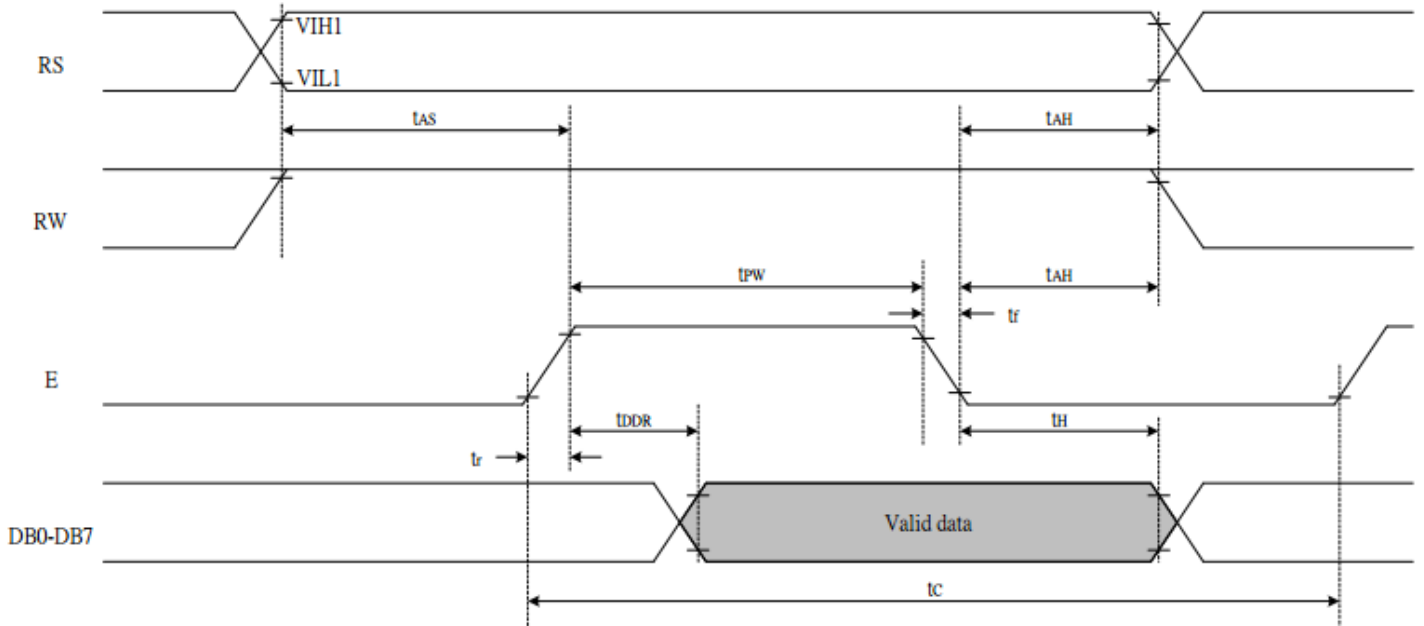 VIH1
RS
VIL1
tAS
tAH
RW
tPW
tAH
tf
E
tDDR
tH
tr
Valid data
DB0-DB7
tC